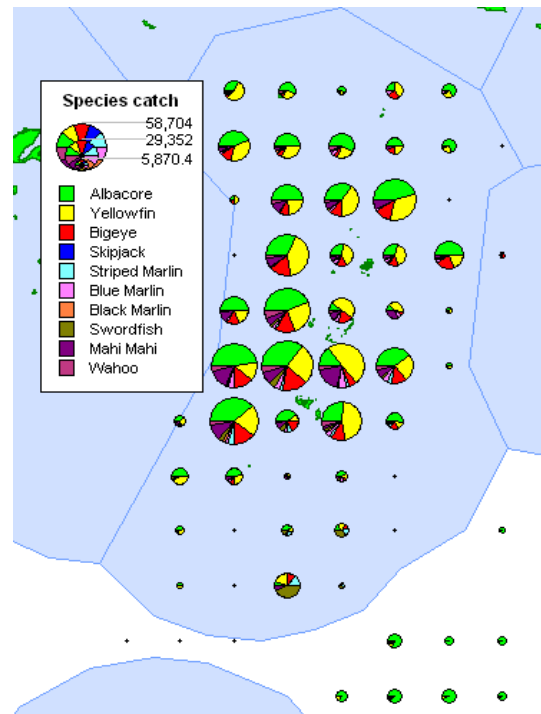 Species catch
58,704
29,352
5,870.4
Albacore
Yellowfin
Bigeye
Skipjack
Striped Marlin
Blue Marlin
Black Marlin
Swordfish
Mahi Mahi
Wahoo